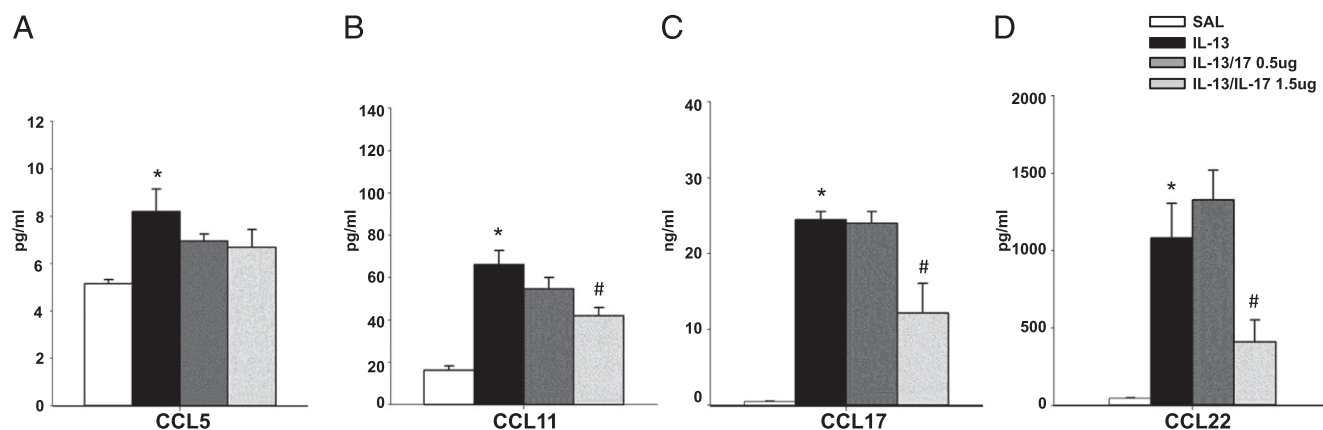 A
B
C
D
SAL
IL-13
IL-13/17 0.5ug
IL-13/IL-17 1.5ug
pg/ml
12
10
8
6
4
2
0
*
CCL5
pg/ml
140
120
100
80
60
40
20
0
*
#
CCL11
ng/ml
40
30
20
10
0
*
#
CCL17
pg/ml
2000
1500
1000
500
0
*
#
CCL22